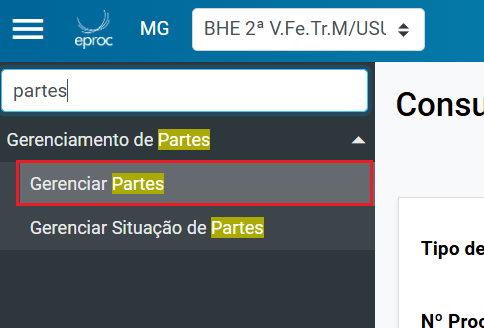 eproc
MG
BHE 2ª V.Fe.Tr.M/USU
partes
Consu
Gerenciamento de Partes
Gerenciar Partes
Gerenciar Situação de Partes
Tipo de
Nº Proc